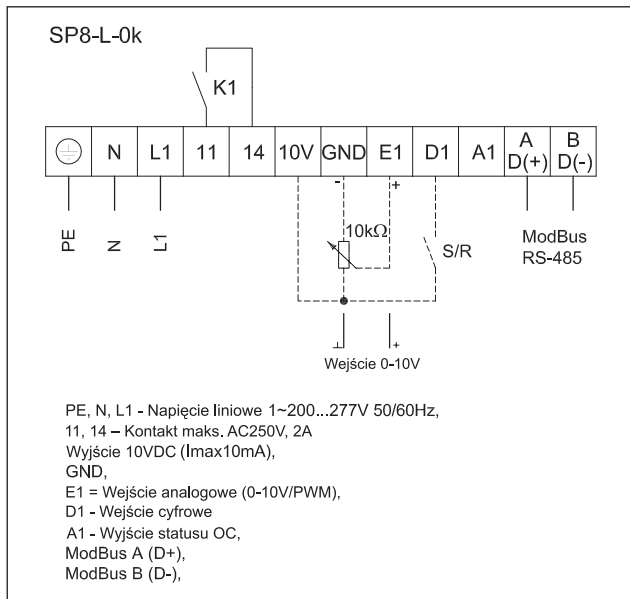 SP8-L-0k
K1
N L1 11 14 10V GND E1 D1 A1 A D(+) B D(-)
- +
PE N L1
10kΩ
S/R
ModBus
RS-485
⊥ +
Wejście 0-10V
PE, N, L1 - Napięcie liniowe 1~200...277V 50/60Hz,
11, 14 – Kontakt maks. AC250V, 2A
Wyjście 10VDC (Imax10mA),
GND,
E1 = Wejście analogowe (0-10V/PWM),
D1 - Wejście cyfrowe
A1 - Wyjście statusu OC,
ModBus A (D+),
ModBus B (D-),